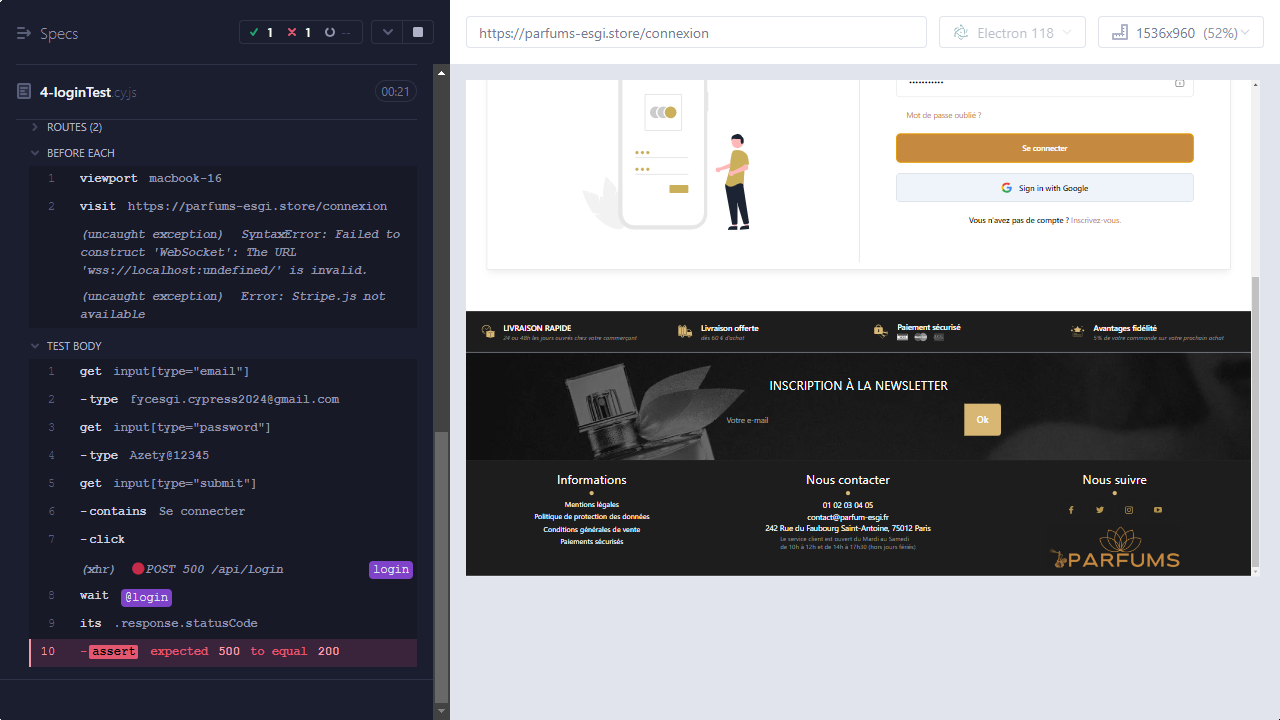 Specs
1
1
--
4-loginTest.cy.js
00:21
ROUTES (2)
BEFORE EACH
1 viewport macbook-16
2 visit https://parfums-esgi.store/connexion
(uncaught exception) SyntaxError: Failed to
construct 'WebSocket': The URL
'wss://localhost:undefined/' is invalid.
(uncaught exception) Error: Stripe.js not
available
TEST BODY
1 get input[type="email"]
2 -type fycesgi.cypress2024@gmail.com
3 get input[type="password"]
4 -type Azety@12345
5 get input[type="submit"]
6 -contains Se connecter
7 -click
(xhr) POST 500 /api/login login
8 wait @login
9 its .response.statusCode
10 -assert expected 500 to equal 200
https://parfums-esgi.store/connexion
Electron 118
1536x960 (52%)
Mot de passe oublié ?
Se connecter
Sign in with Google
Vous n'avez pas de compte ? Inscrivez-vous.
LIVRAISON RAPIDE
24 ou 48h les jours ouvrés chez votre commerçant
Livraison offerte
dès 60 € d'achat
Paiement sécurisé
Avantages fidélité
5% de votre commande sur votre prochain achat
INSCRIPTION À LA NEWSLETTER
Votre e-mail
Ok
Informations
Mentions légales
Politique de protection des données
Conditions générales de vente
Paiements sécurisés
Nous contacter
01 02 03 04 05
contact@parfum-esgi.fr
242 Rue du Faubourg Saint-Antoine, 75012 Paris
Le service client est ouvert du Mardi au Samedi
de 10h à 12h et de 14h à 17h30 (hors jours fériés)
Nous suivre
PARFUMS